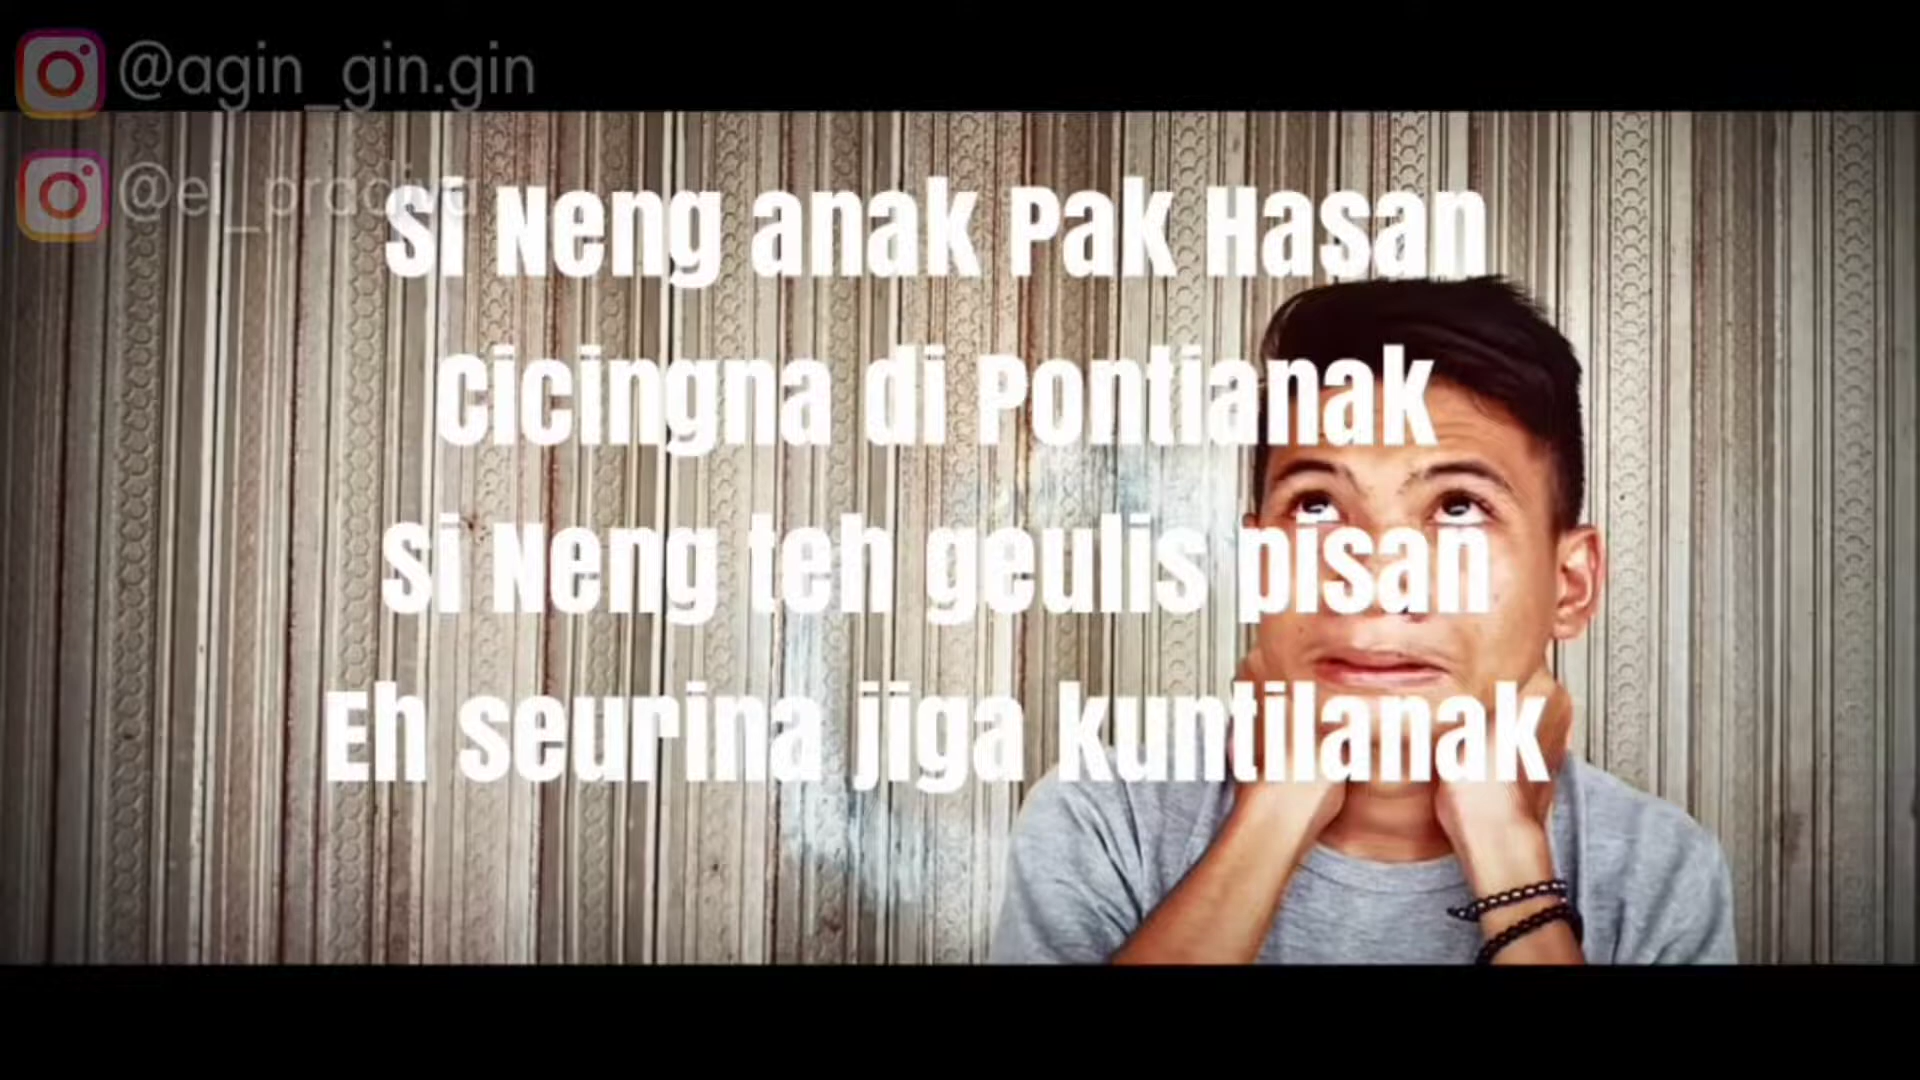 @agin_gin.gin
Si Neng anak Pak Hasan
Cicingna di Pontianak
Si Neng teh geulis pisan
Eh seurina jiga kuntilanak